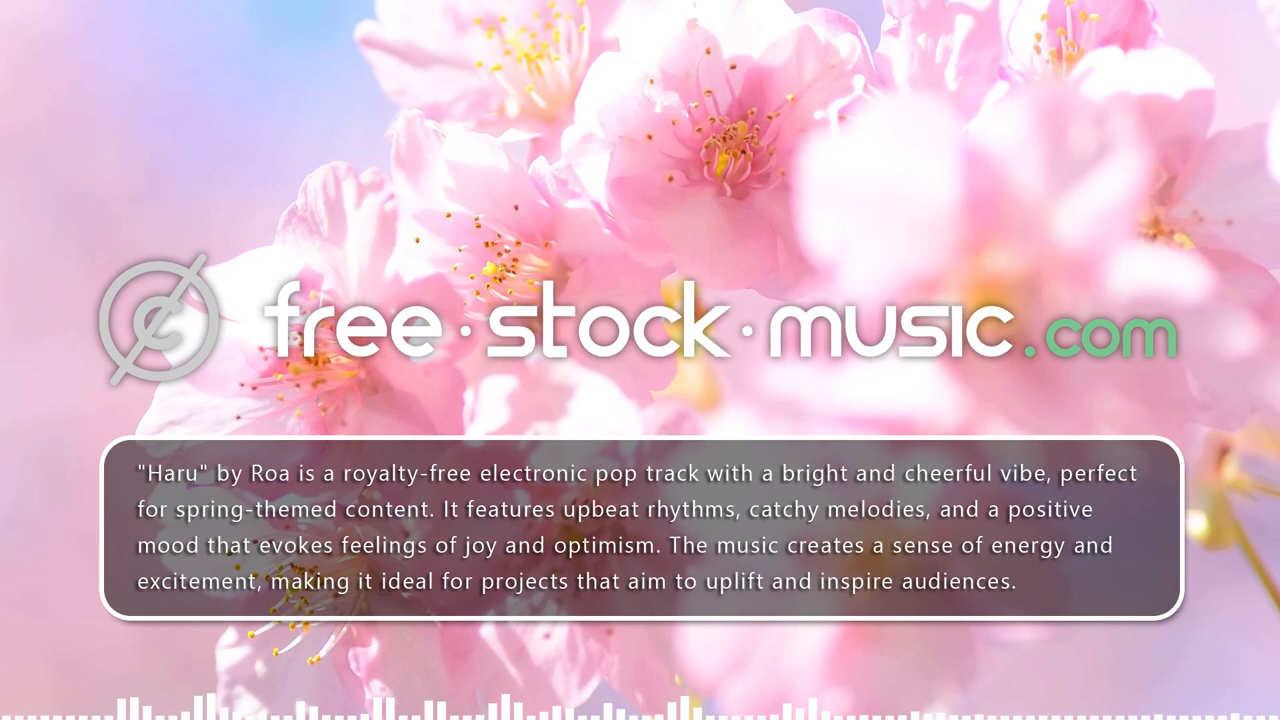 free·stock·music.com
"Haru" by Roa is a royalty-free electronic pop track with a bright and cheerful vibe, perfect
for spring-themed content. It features upbeat rhythms, catchy melodies, and a positive
mood that evokes feelings of joy and optimism. The music creates a sense of energy and
excitement, making it ideal for projects that aim to uplift and inspire audiences.